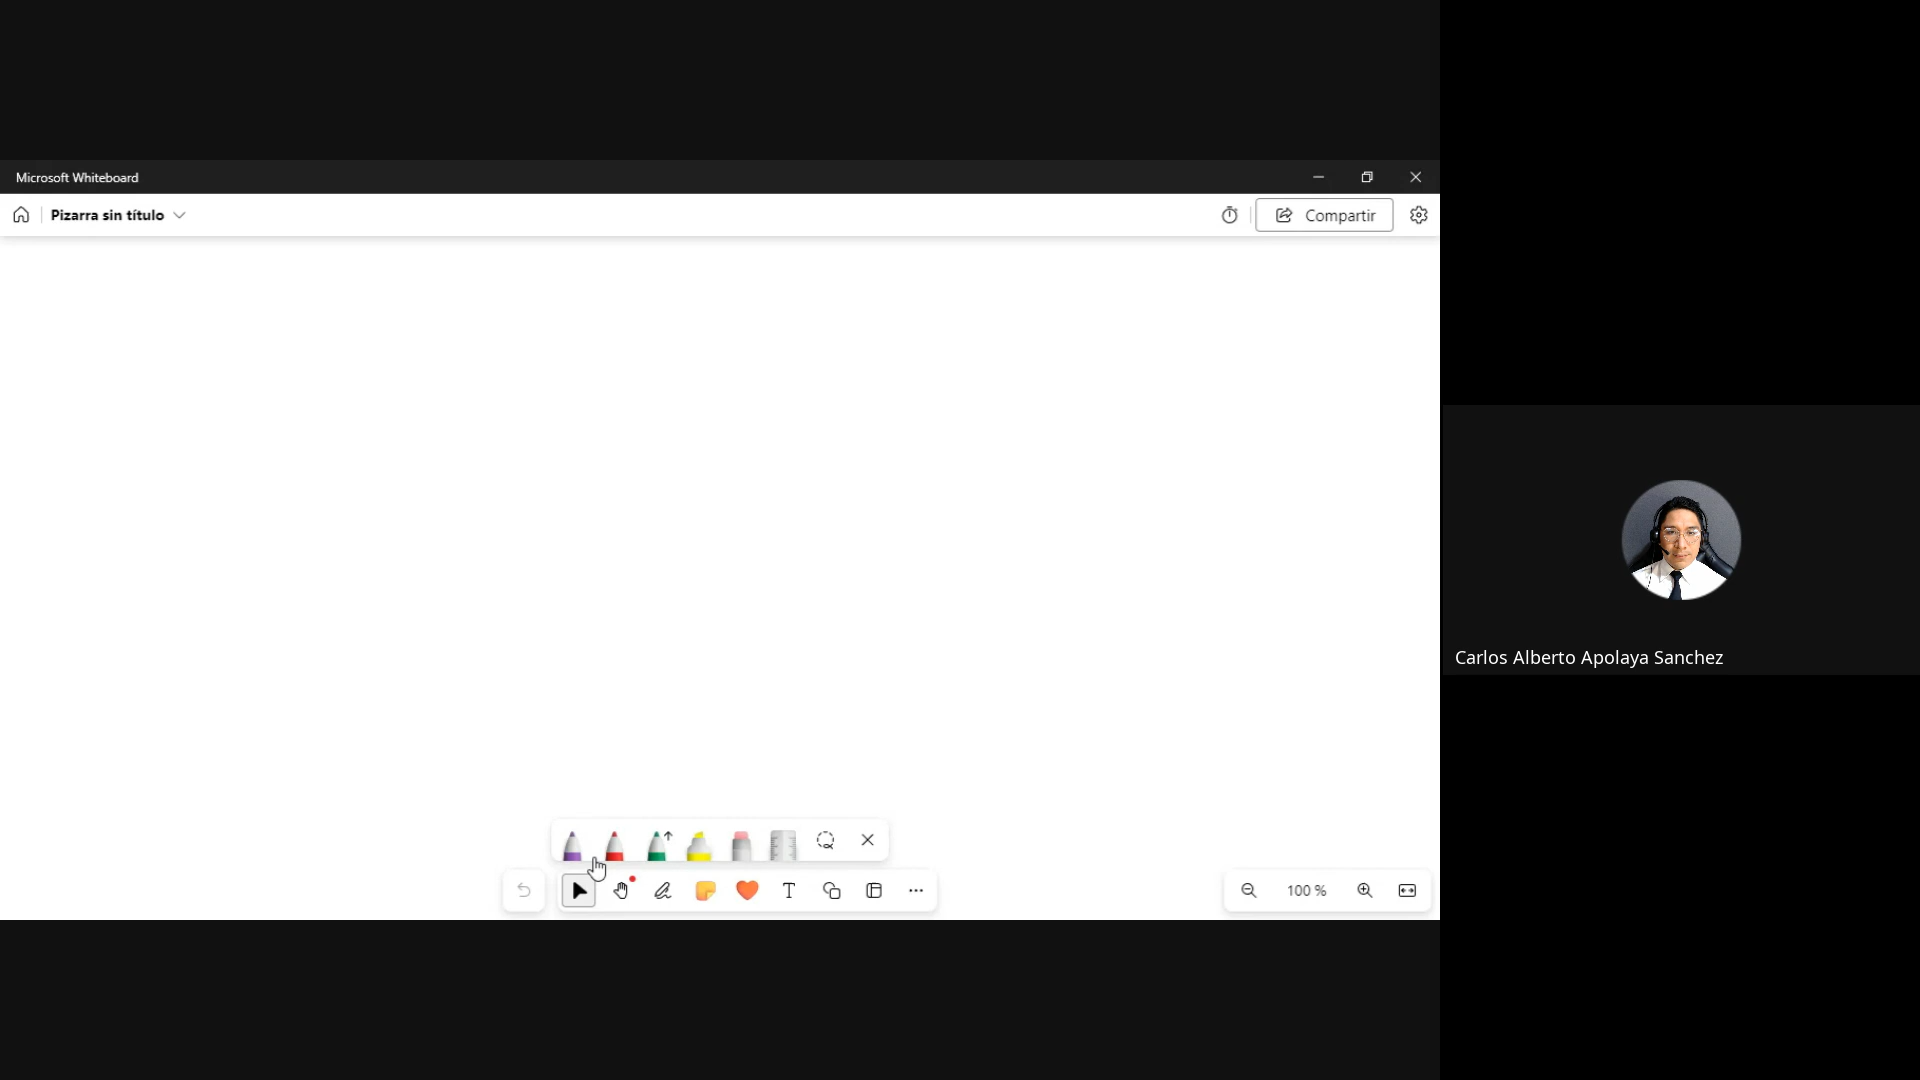 Microsoft Whiteboard
Pizarra sin título
Compartir
Carlos Alberto Apolaya Sanchez
100 %